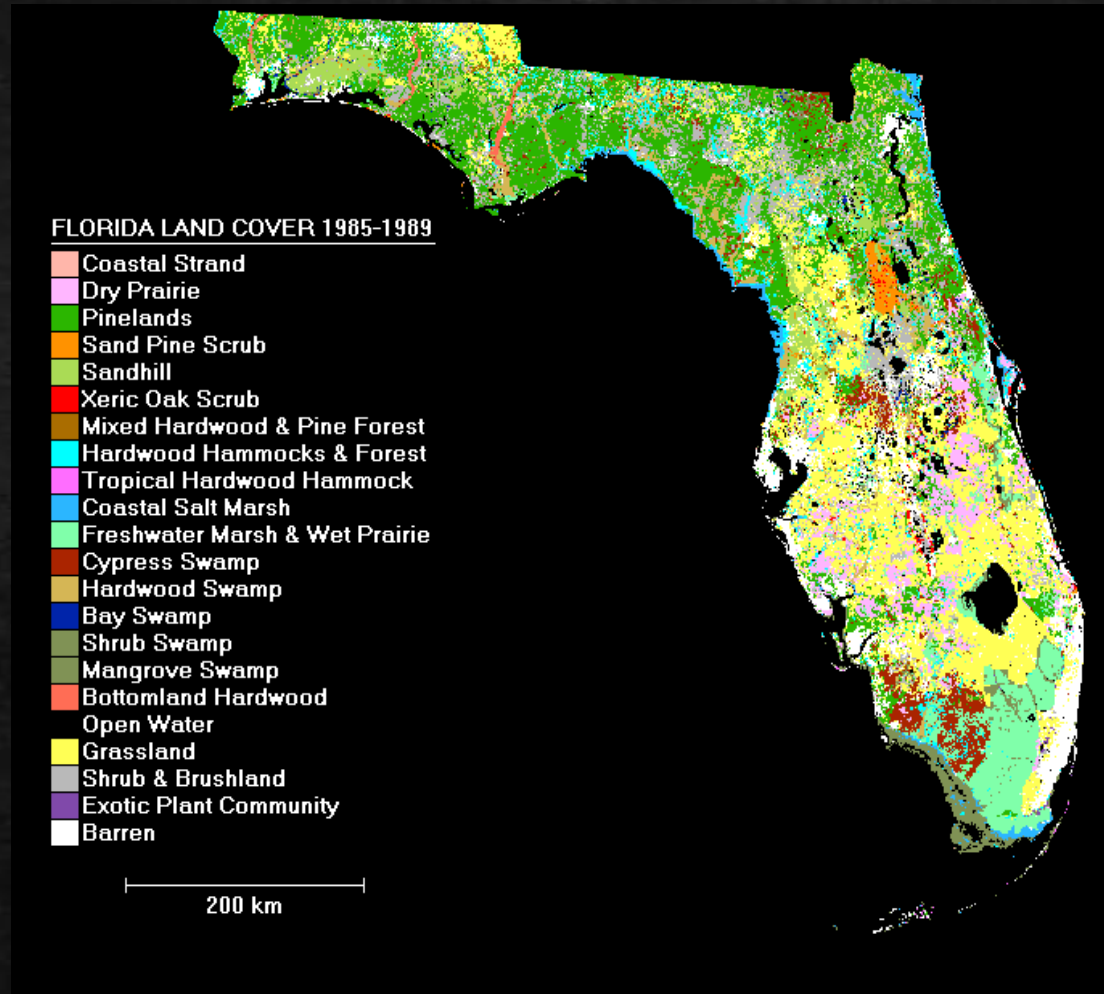 FLORIDA LAND COVER 1985-1989
Coastal Strand
Dry Prairie
Pinelands
Sand Pine Scrub
Sandhill
Xeric Oak Scrub
Mixed Hardwood & Pine Forest
Hardwood Hammocks & Forest
Tropical Hardwood Hammock
Coastal Salt Marsh
Freshwater Marsh & Wet Prairie
Cypress Swamp
Hardwood Swamp
Bay Swamp
Shrub Swamp
Mangrove Swamp
Bottomland Hardwood
Open Water
Grassland
Shrub & Brushland
Exotic Plant Community
Barren
200 km